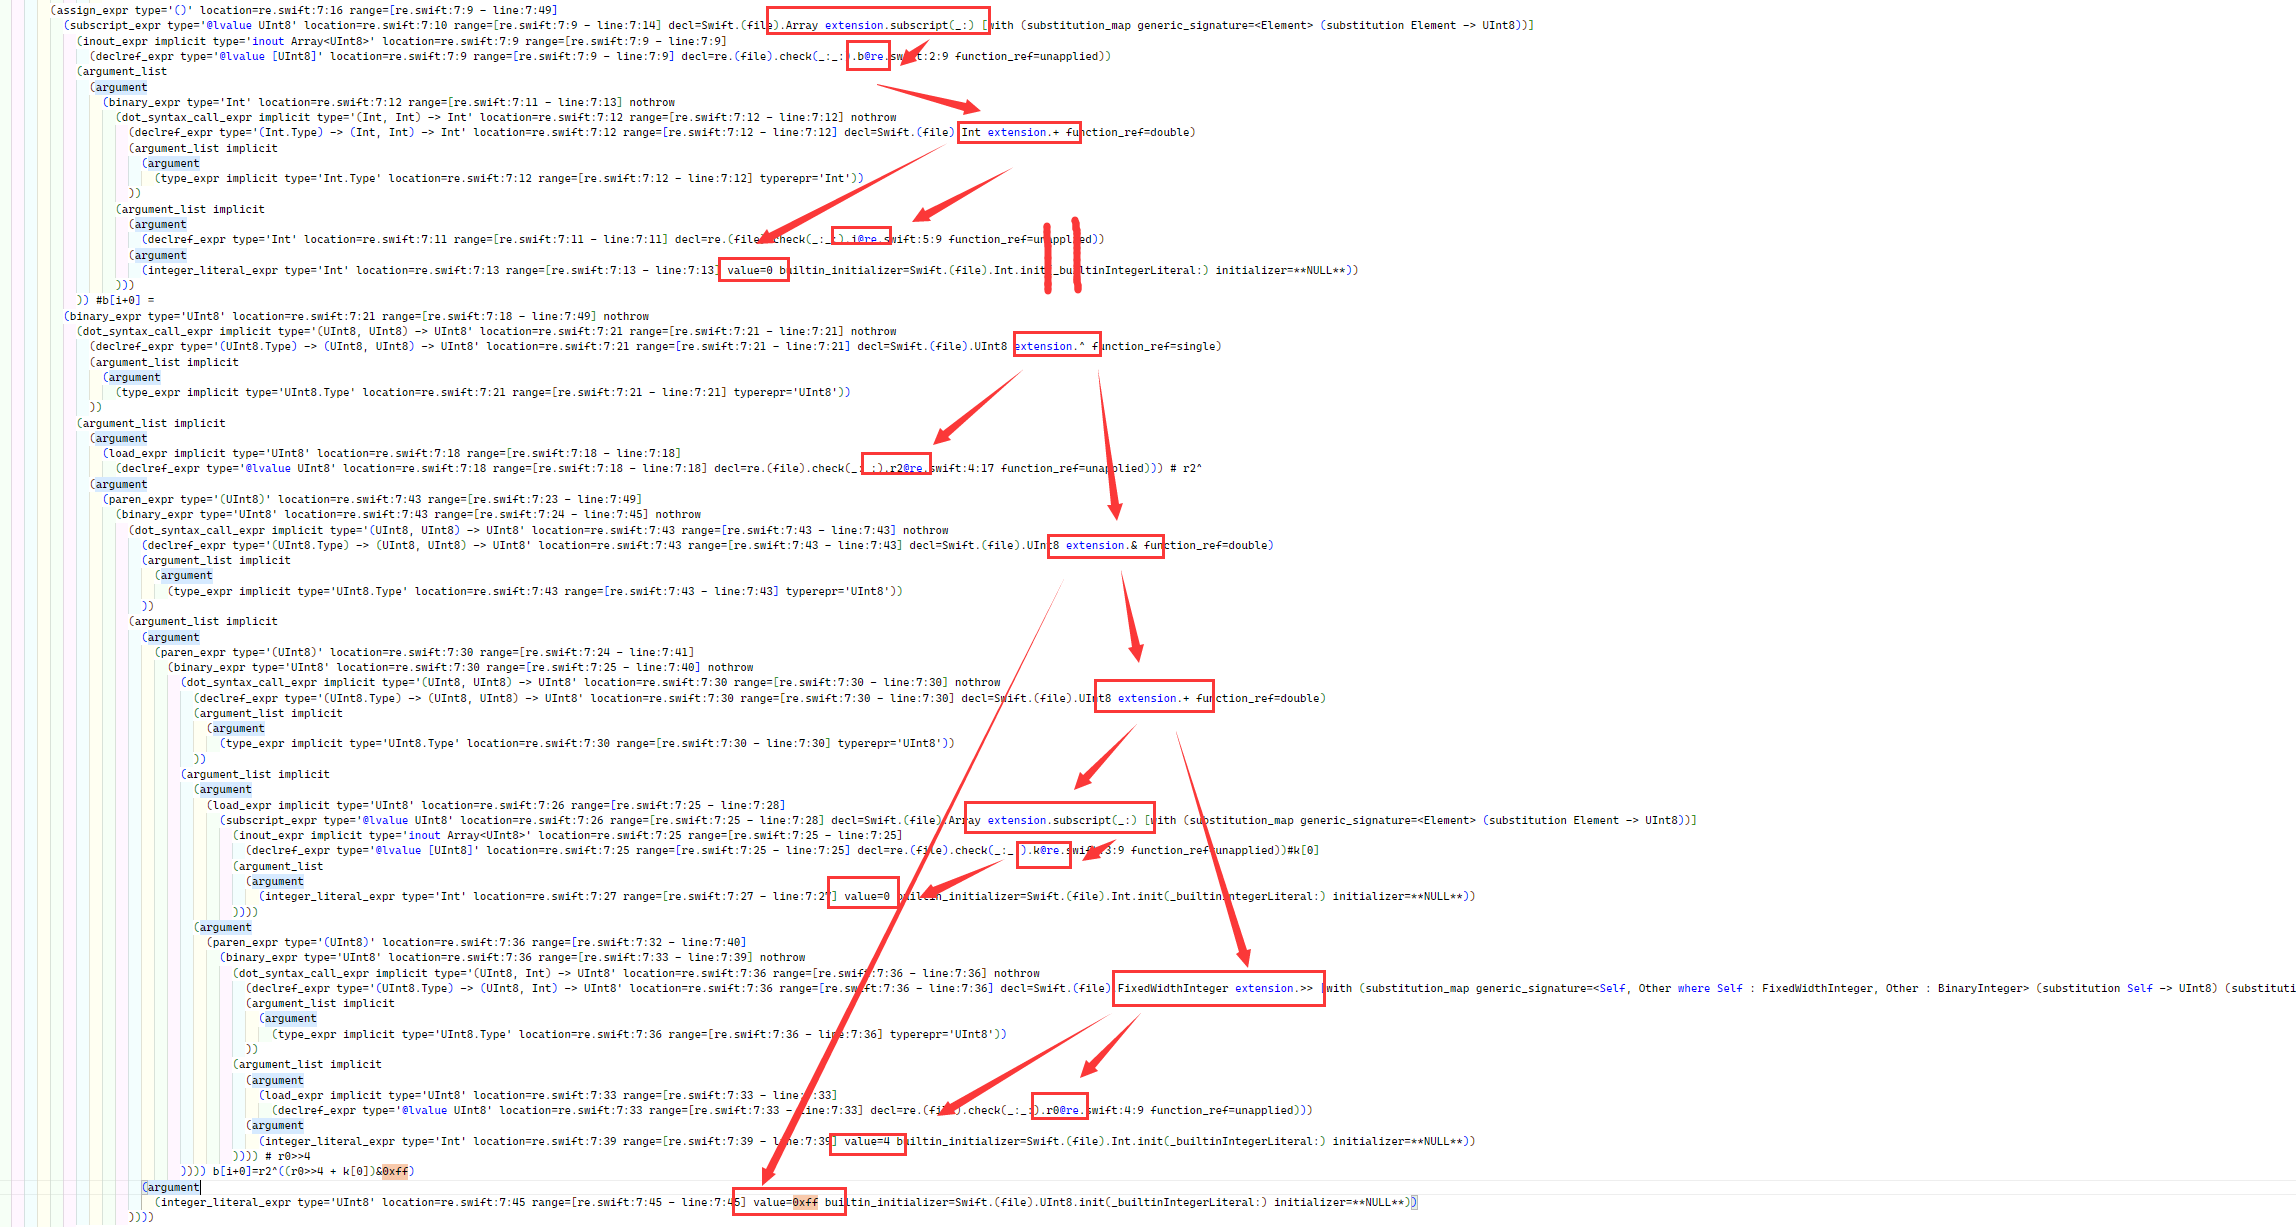 (assign_expr type='()' location=re.swift:7:16 range=[re.swift:7:9 - line:7:49]
(subscript_expr type='@lvalue UInt8' location=re.swift:7:10 range=[re.swift:7:9 - line:7:14] decl=Swift.(file).Array extension.subscript(_:) [with (substitution_map generic_signature=<Element> (substitution Element -> UInt8))]
(inout_expr implicit type='inout Array<UInt8>' location=re.swift:7:9 range=[re.swift:7:9 - line:7:9]
(declref_expr type='@lvalue [UInt8]' location=re.swift:7:9 range=[re.swift:7:9 - line:7:9] decl=re.(file).check(_:_:).b@re.swift:2:9 function_ref=unapplied))
(argument_list
(argument
(binary_expr type='Int' location=re.swift:7:12 range=[re.swift:7:11 - line:7:13] nothrow
(dot_syntax_call_expr implicit type='(Int, Int) -> Int' location=re.swift:7:12 range=[re.swift:7:12 - line:7:12] nothrow
(declref_expr type='(Int.Type) -> (Int, Int) -> Int' location=re.swift:7:12 range=[re.swift:7:12 - line:7:12] decl=Swift.(file).Int extension.+ function_ref=double)
(argument_list implicit
(argument
(type_expr implicit type='Int.Type' location=re.swift:7:12 range=[re.swift:7:12 - line:7:12] typerepr='Int'))
))
(argument_list implicit
(argument
(declref_expr type='Int' location=re.swift:7:11 range=[re.swift:7:11 - line:7:11] decl=re.(file).check(_:_:).i@re.swift:5:9 function_ref=unapplied))
(argument
(integer_literal_expr type='Int' location=re.swift:7:13 range=[re.swift:7:13 - line:7:13] value=0 builtin_initializer=Swift.(file).Int.init(_builtinIntegerLiteral:) initializer=**NULL**))
)))
)) #b[i+0] =
(binary_expr type='UInt8' location=re.swift:7:21 range=[re.swift:7:18 - line:7:49] nothrow
(dot_syntax_call_expr implicit type='(UInt8, UInt8) -> UInt8' location=re.swift:7:21 range=[re.swift:7:21 - line:7:21] nothrow
(declref_expr type='(UInt8.Type) -> (UInt8, UInt8) -> UInt8' location=re.swift:7:21 range=[re.swift:7:21 - line:7:21] decl=Swift.(file).UInt8 extension.^ function_ref=single)
(argument_list implicit
(argument
(type_expr implicit type='UInt8.Type' location=re.swift:7:21 range=[re.swift:7:21 - line:7:21] typerepr='UInt8'))
))
(argument_list implicit
(argument
(load_expr implicit type='UInt8' location=re.swift:7:18 range=[re.swift:7:18 - line:7:18]
(declref_expr type='@lvalue UInt8' location=re.swift:7:18 range=[re.swift:7:18 - line:7:18] decl=re.(file).check(_:_:).r2@re.swift:4:17 function_ref=unapplied))) # r2^
(argument
(paren_expr type='(UInt8)' location=re.swift:7:43 range=[re.swift:7:23 - line:7:49]
(binary_expr type='UInt8' location=re.swift:7:43 range=[re.swift:7:24 - line:7:45] nothrow
(dot_syntax_call_expr implicit type='(UInt8, UInt8) -> UInt8' location=re.swift:7:43 range=[re.swift:7:43 - line:7:43] nothrow
(declref_expr type='(UInt8.Type) -> (UInt8, UInt8) -> UInt8' location=re.swift:7:43 range=[re.swift:7:43 - line:7:43] decl=Swift.(file).UInt8 extension.& function_ref=double)
(argument_list implicit
(argument
(type_expr implicit type='UInt8.Type' location=re.swift:7:43 range=[re.swift:7:43 - line:7:43] typerepr='UInt8'))
))
(argument_list implicit
(argument
(paren_expr type='(UInt8)' location=re.swift:7:30 range=[re.swift:7:24 - line:7:41]
(binary_expr type='UInt8' location=re.swift:7:30 range=[re.swift:7:25 - line:7:40] nothrow
(dot_syntax_call_expr implicit type='(UInt8, UInt8) -> UInt8' location=re.swift:7:30 range=[re.swift:7:30 - line:7:30] nothrow
(declref_expr type='(UInt8.Type) -> (UInt8, UInt8) -> UInt8' location=re.swift:7:30 range=[re.swift:7:30 - line:7:30] decl=Swift.(file).UInt8 extension.+ function_ref=double)
(argument_list implicit
(argument
(type_expr implicit type='UInt8.Type' location=re.swift:7:30 range=[re.swift:7:30 - line:7:30] typerepr='UInt8'))
))
(argument_list implicit
(argument
(load_expr implicit type='UInt8' location=re.swift:7:26 range=[re.swift:7:25 - line:7:28]
(subscript_expr type='@lvalue UInt8' location=re.swift:7:26 range=[re.swift:7:25 - line:7:28] decl=Swift.(file).Array extension.subscript(_:) [with (substitution_map generic_signature=<Element> (substitution Element -> UInt8))]
(inout_expr implicit type='inout Array<UInt8>' location=re.swift:7:25 range=[re.swift:7:25 - line:7:25]
(declref_expr type='@lvalue [UInt8]' location=re.swift:7:25 range=[re.swift:7:25 - line:7:25] decl=re.(file).check(_:_:).k@re.swift:3:9 function_ref=unapplied))#k[0]
(argument_list
(argument
(integer_literal_expr type='Int' location=re.swift:7:27 range=[re.swift:7:27 - line:7:27] value=0 builtin_initializer=Swift.(file).Int.init(_builtinIntegerLiteral:) initializer=**NULL**))
))))
(argument
(paren_expr type='(UInt8)' location=re.swift:7:36 range=[re.swift:7:32 - line:7:40]
(binary_expr type='UInt8' location=re.swift:7:36 range=[re.swift:7:33 - line:7:39] nothrow
(dot_syntax_call_expr implicit type='(UInt8, Int) -> UInt8' location=re.swift:7:36 range=[re.swift:7:36 - line:7:36] nothrow
(declref_expr type='(UInt8.Type) -> (UInt8, Int) -> UInt8' location=re.swift:7:36 range=[re.swift:7:36 - line:7:36] decl=Swift.(file).FixedWidthInteger extension.>> [with (substitution_map generic_signature=<Self, Other where Self : FixedWidthInteger, Other : BinaryInteger> (substitution Self -> UInt8) (substituti
(argument_list implicit
(argument
(type_expr implicit type='UInt8.Type' location=re.swift:7:36 range=[re.swift:7:36 - line:7:36] typerepr='UInt8'))
))
(argument_list implicit
(argument
(load_expr implicit type='UInt8' location=re.swift:7:33 range=[re.swift:7:33 - line:7:33]
(declref_expr type='@lvalue UInt8' location=re.swift:7:33 range=[re.swift:7:33 - line:7:33] decl=re.(file).check(_:_:).r0@re.swift:4:9 function_ref=unapplied)))
(argument
(integer_literal_expr type='Int' location=re.swift:7:39 range=[re.swift:7:39 - line:7:39] value=4 builtin_initializer=Swift.(file).Int.init(_builtinIntegerLiteral:) initializer=**NULL**))
)))) # r0>>4
)))) b[i+0]=r2^((r0>>4 + k[0])&0xff)
(argument
(integer_literal_expr type='UInt8' location=re.swift:7:45 range=[re.swift:7:45 - line:7:45] value=0xff builtin_initializer=Swift.(file).UInt8.init(_builtinIntegerLiteral:) initializer=**NULL**))
))))